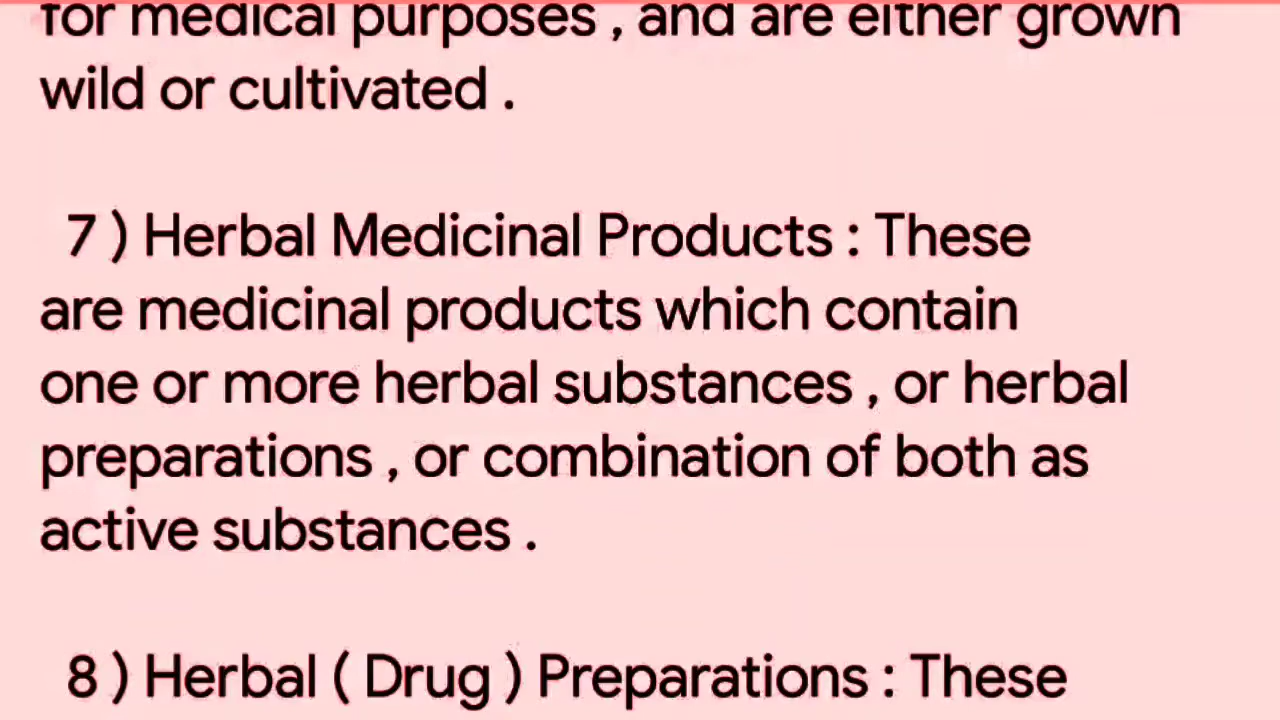 for medical purposes , and are either grown
wild or cultivated .
7 ) Herbal Medicinal Products : These
are medicinal products which contain
one or more herbal substances , or herbal
preparations , or combination of both as
active substances .
8 ) Herbal ( Drug ) Preparations : These